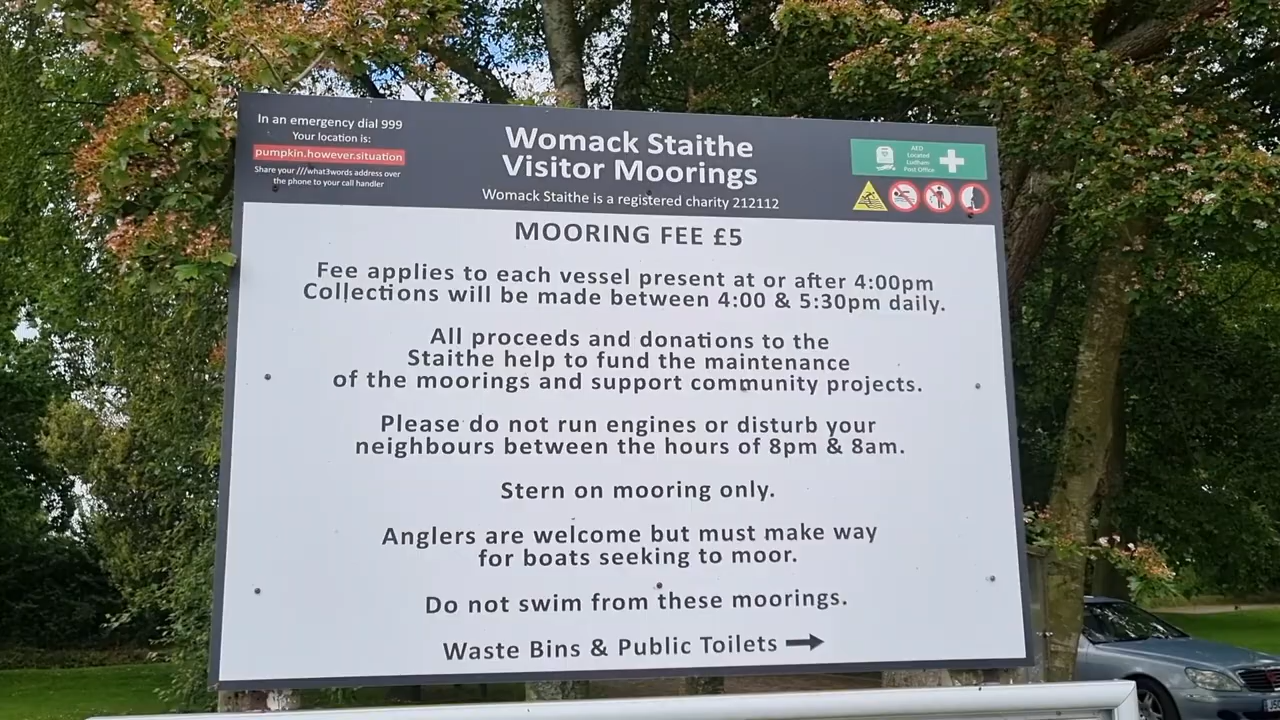 In an emergency dial 999
Your location is:
pumpkin.however.situation
Share your ///what3words address over
the phone to your call handler
Womack Staithe
Visitor Moorings
Womack Staithe is a registered charity 212112
AED
Located
Ludham
Post Office
MOORING FEE £5
Fee applies to each vessel present at or after 4:00pm
Collections will be made between 4:00 & 5:30pm daily.
All proceeds and donations to the
Staithe help to fund the maintenance
of the moorings and support community projects.
Please do not run engines or disturb your
neighbours between the hours of 8pm & 8am.
Stern on mooring only.
Anglers are welcome but must make way
for boats seeking to moor.
Do not swim from these moorings.
Waste Bins & Public Toilets